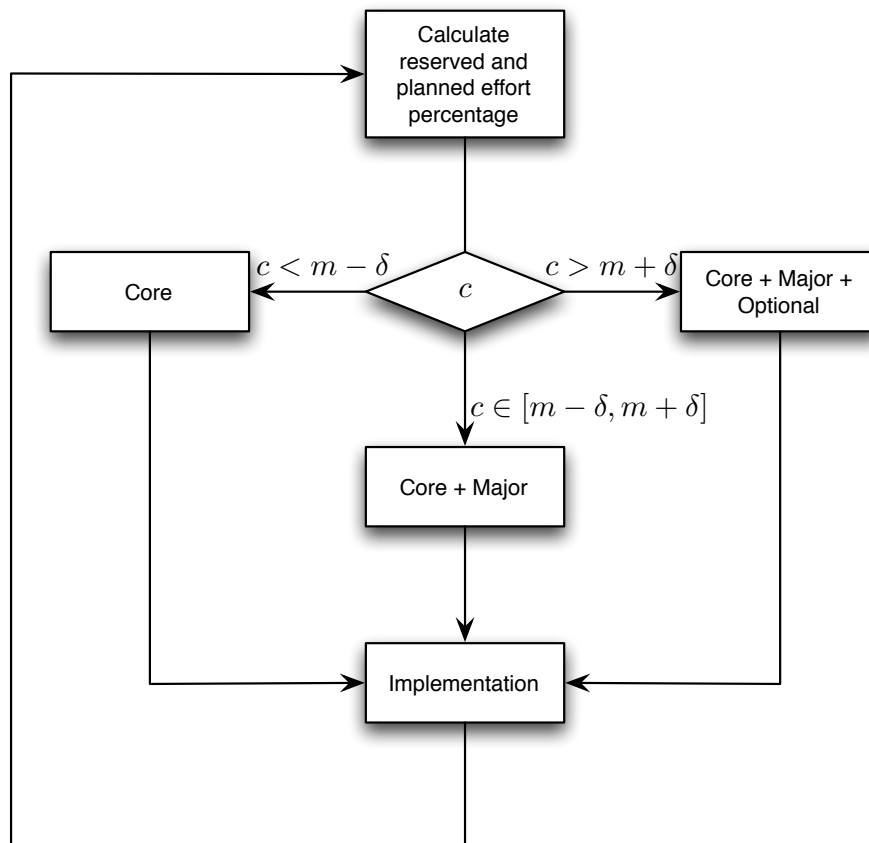 Calculate
reserved and
planned effort
percentage
c < m − δ
c > m + δ
Core
c
Core + Major +
Optional
c ∈ [m − δ, m + δ]
Core + Major
Implementation